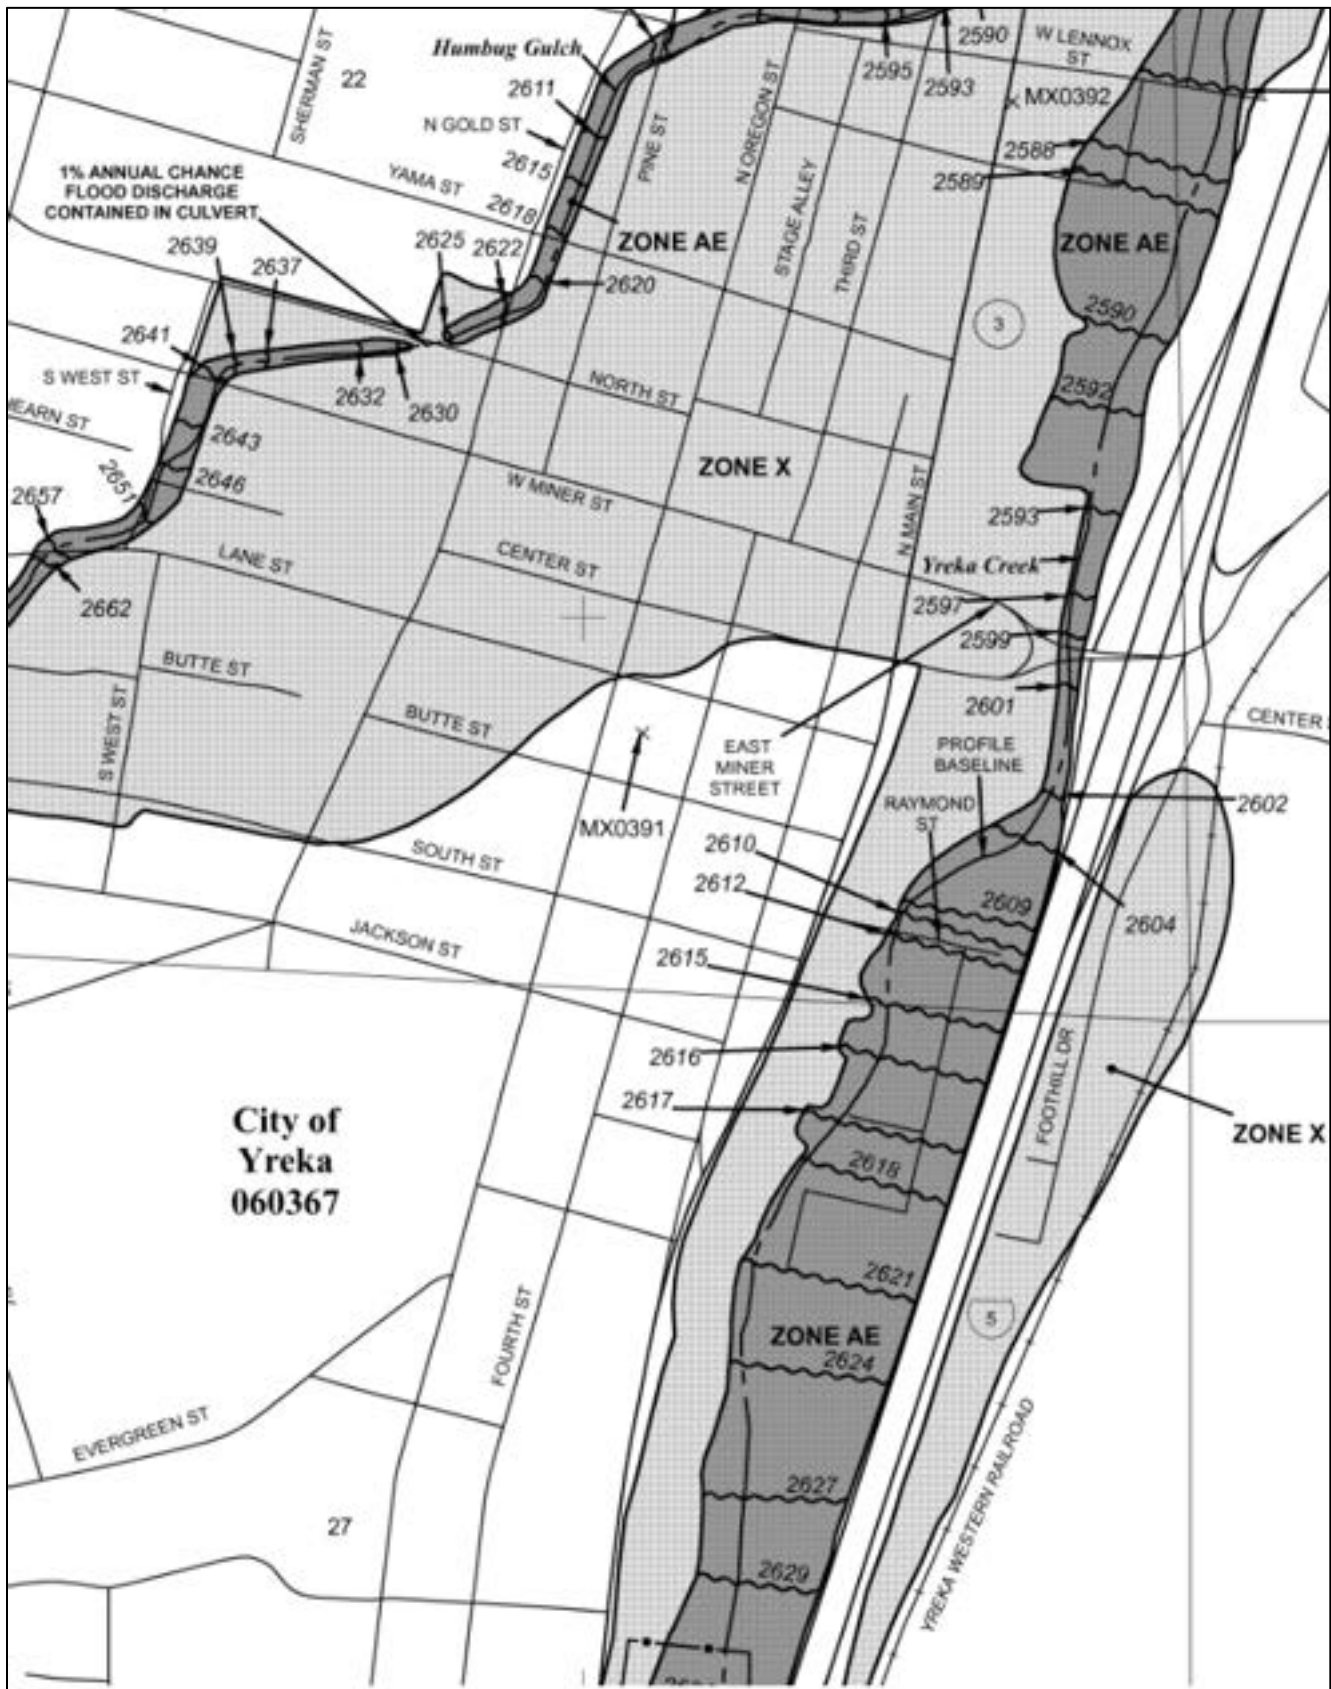 Humbug Gulch
2590
W LENNOX
ST
SHERMAN ST
22
2611
2595
2593
MX0392
N GOLD ST
PINE ST
N OREGON ST
2588
2615
2589
1% ANNUAL CHANCE
FLOOD DISCHARGE
CONTAINED IN CULVERT
YAMA ST
2618
STAGE ALLEY
THIRD ST
ZONE AE
ZONE AE
2639
2637
2625
2622
2620
2590
3
2641
S WEST ST
2632
2630
NORTH ST
2592
2643
2646
2651
2657
ZONE X
W MINER ST
N MAIN ST
2593
LANE ST
CENTER ST
Yreka Creek
2597
2662
2599
BUTTE ST
S WEST ST
BUTTE ST
2601
CENTER
EAST
MINER
STREET
PROFILE
BASELINE
RAYMOND
ST
2602
MX0391
SOUTH ST
2610
2612
2609
2604
JACKSON ST
2615
2616
FOOTHILL DR
2617
City of
Yreka
060367
ZONE X
2618
2621
5
FOURTH ST
ZONE AE
2624
EVERGREEN ST
2627
YREKA WESTERN RAILROAD
27
2629